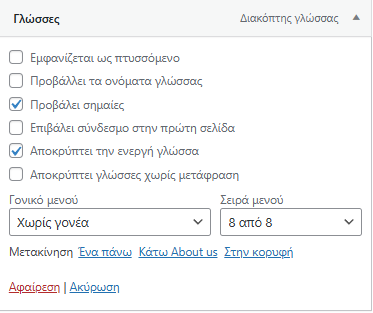 Γλώσσες Διακόπτης γλώσσας
Εμφανίζεται ως πτυσσόμενο
Προβάλλει τα ονόματα γλώσσας
Προβάλει σημαίες
Επιβάλει σύνδεσμο στην πρώτη σελίδα
Αποκρύπτει την ενεργή γλώσσα
Αποκρύπτει γλώσσες χωρίς μετάφραση
Γονικό μενού Σειρά μενού
Χωρίς γονέα 8 από 8
Μετακίνηση Ένα πάνω Κάτω About us Στην κορυφή
Αφαίρεση | Ακύρωση